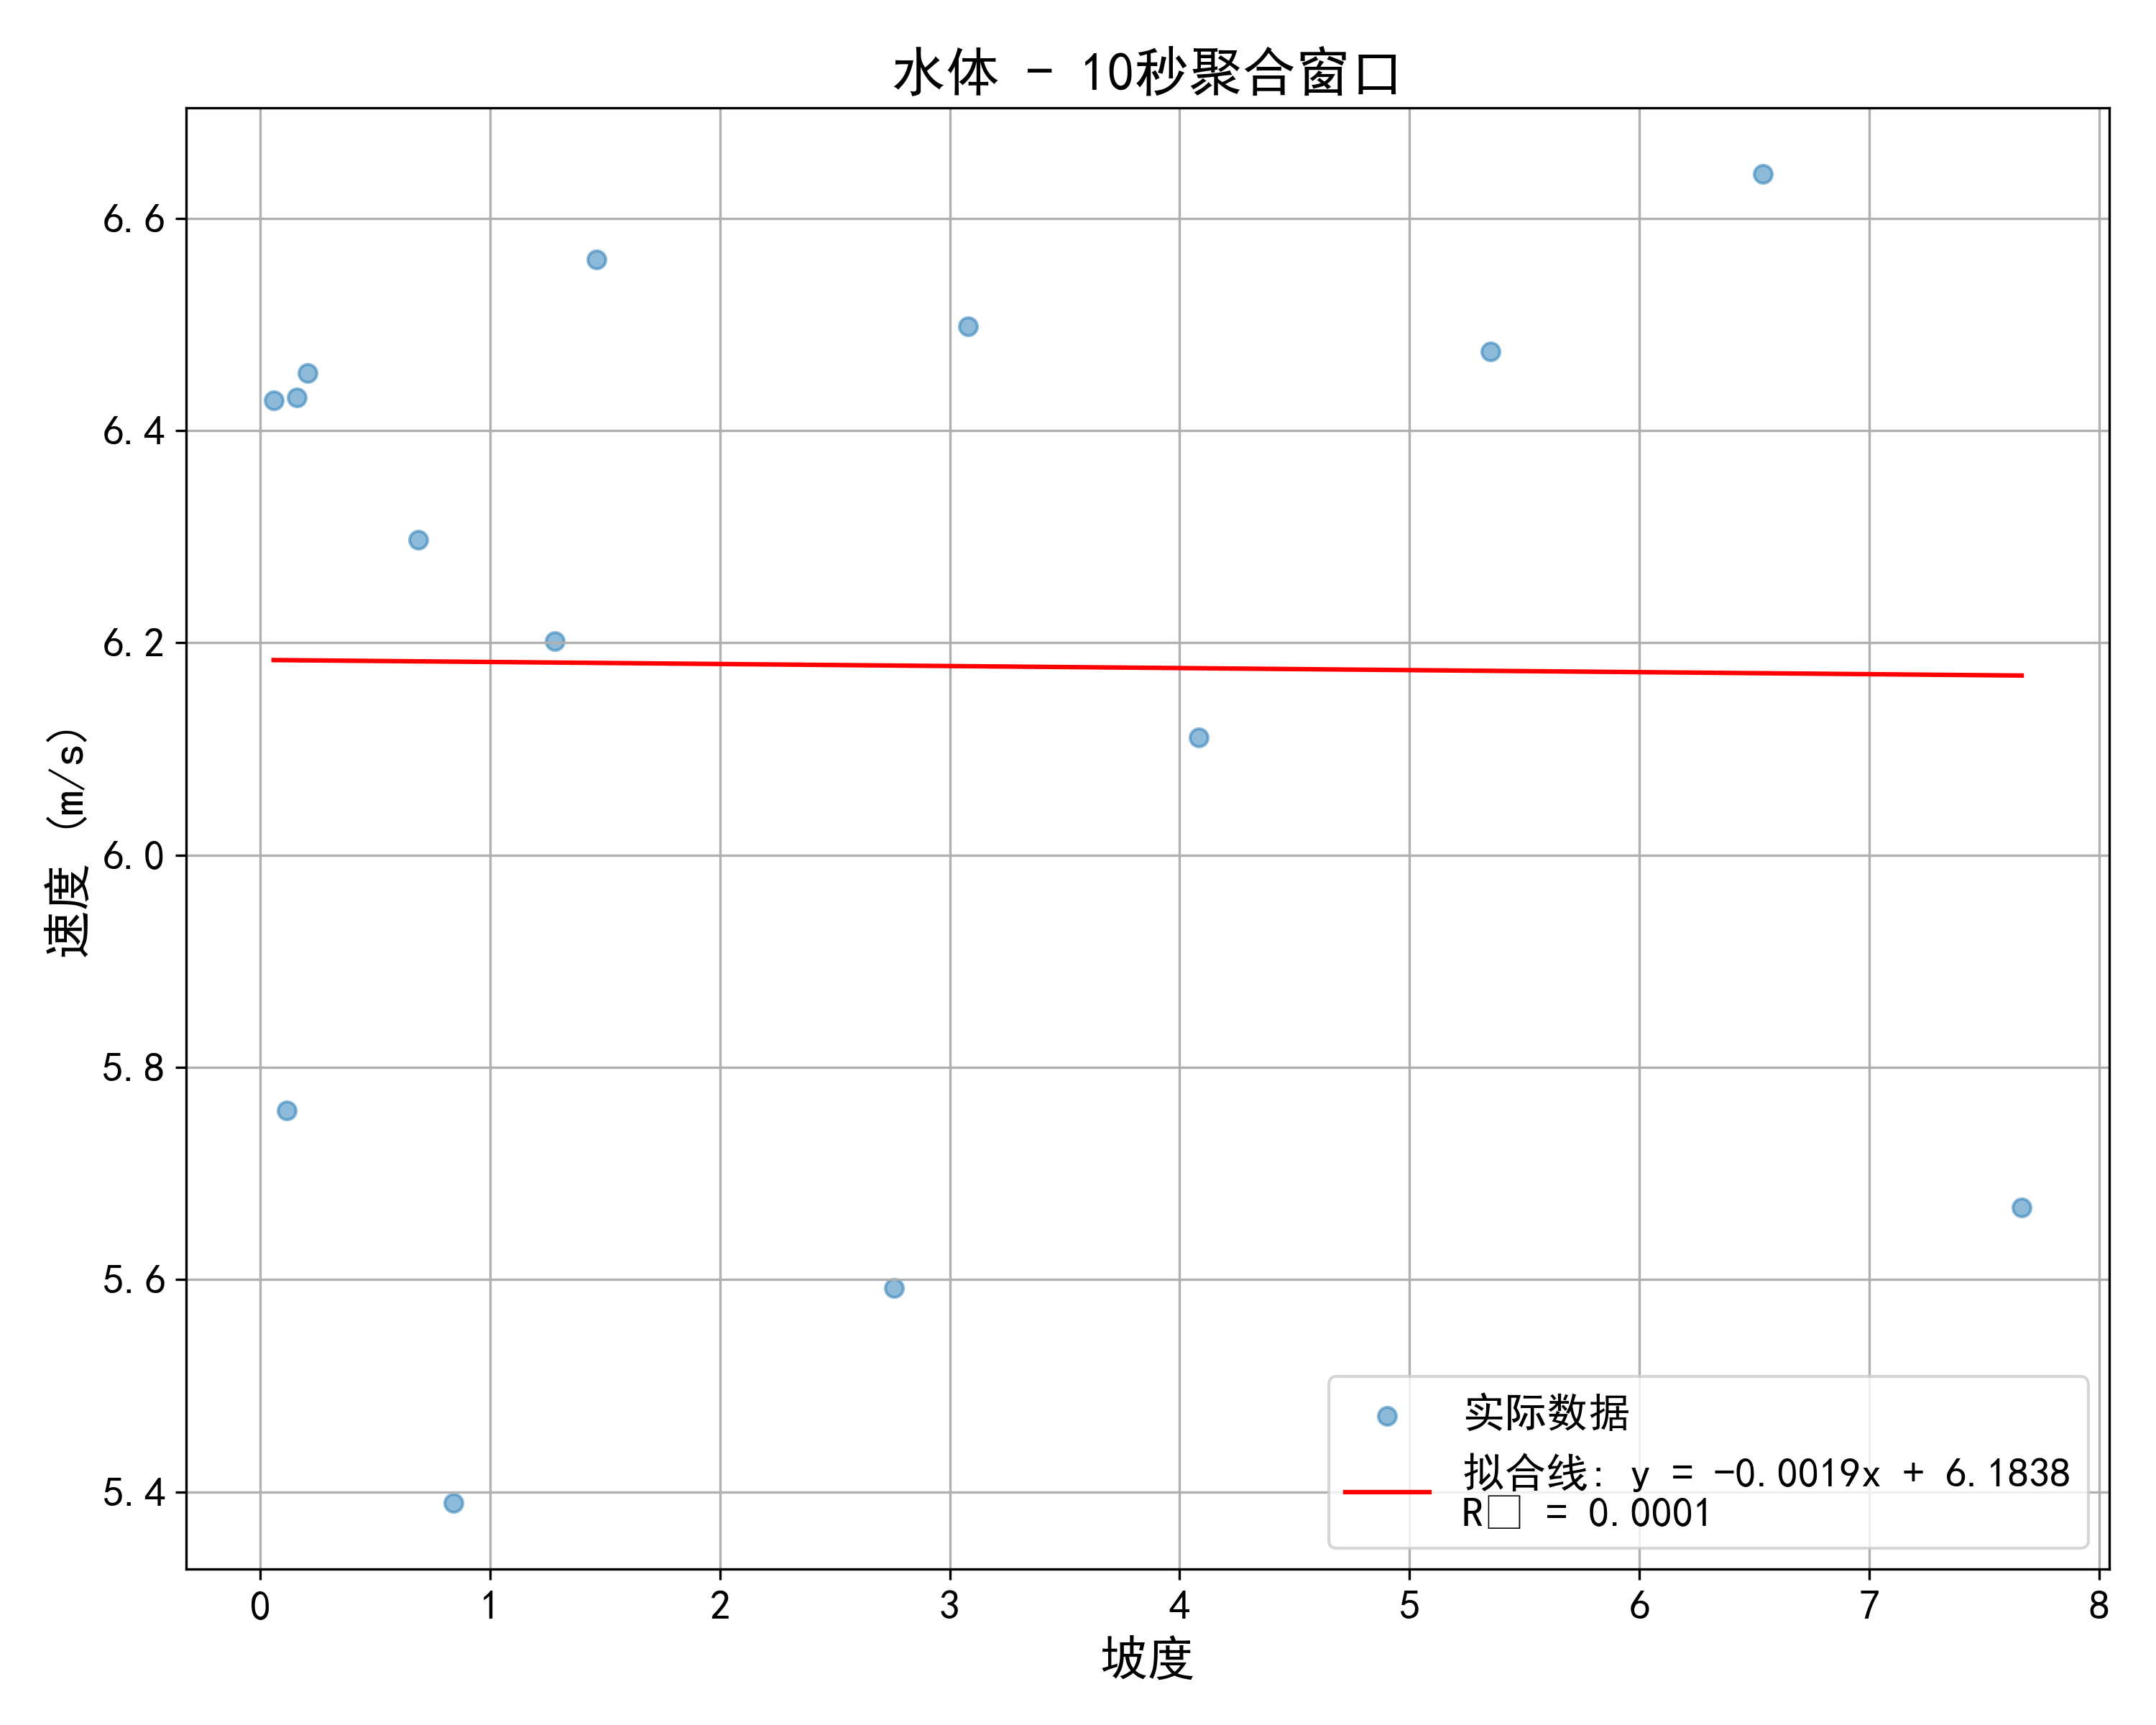 水体 - 10秒聚合窗口
速度 (m/s)
6.6
6.4
6.2
6.0
5.8
5.6
5.4
实际数据
拟合线: y = -0.0019x + 6.1838
R□ = 0.0001
0 1 2 3 4 5 6 7 8
坡度